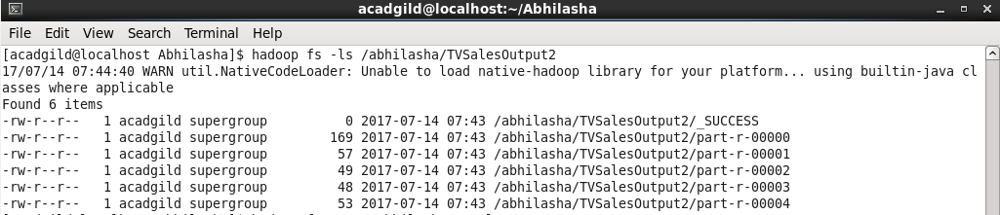 acadgild@localhost:~/Abhilasha
File Edit View Search Terminal Help
[acadgild@localhost Abhilasha]$ hadoop fs -ls /abhilasha/TVSalesOutput2
17/07/14 07:44:40 WARN util.NativeCodeLoader: Unable to load native-hadoop library for your platform... using builtin-java cl
asses where applicable
Found 6 items
-rw-r--r--   1 acadgild supergroup          0 2017-07-14 07:43 /abhilasha/TVSalesOutput2/_SUCCESS
-rw-r--r--   1 acadgild supergroup        169 2017-07-14 07:43 /abhilasha/TVSalesOutput2/part-r-00000
-rw-r--r--   1 acadgild supergroup         57 2017-07-14 07:43 /abhilasha/TVSalesOutput2/part-r-00001
-rw-r--r--   1 acadgild supergroup         49 2017-07-14 07:43 /abhilasha/TVSalesOutput2/part-r-00002
-rw-r--r--   1 acadgild supergroup         48 2017-07-14 07:43 /abhilasha/TVSalesOutput2/part-r-00003
-rw-r--r--   1 acadgild supergroup         53 2017-07-14 07:43 /abhilasha/TVSalesOutput2/part-r-00004